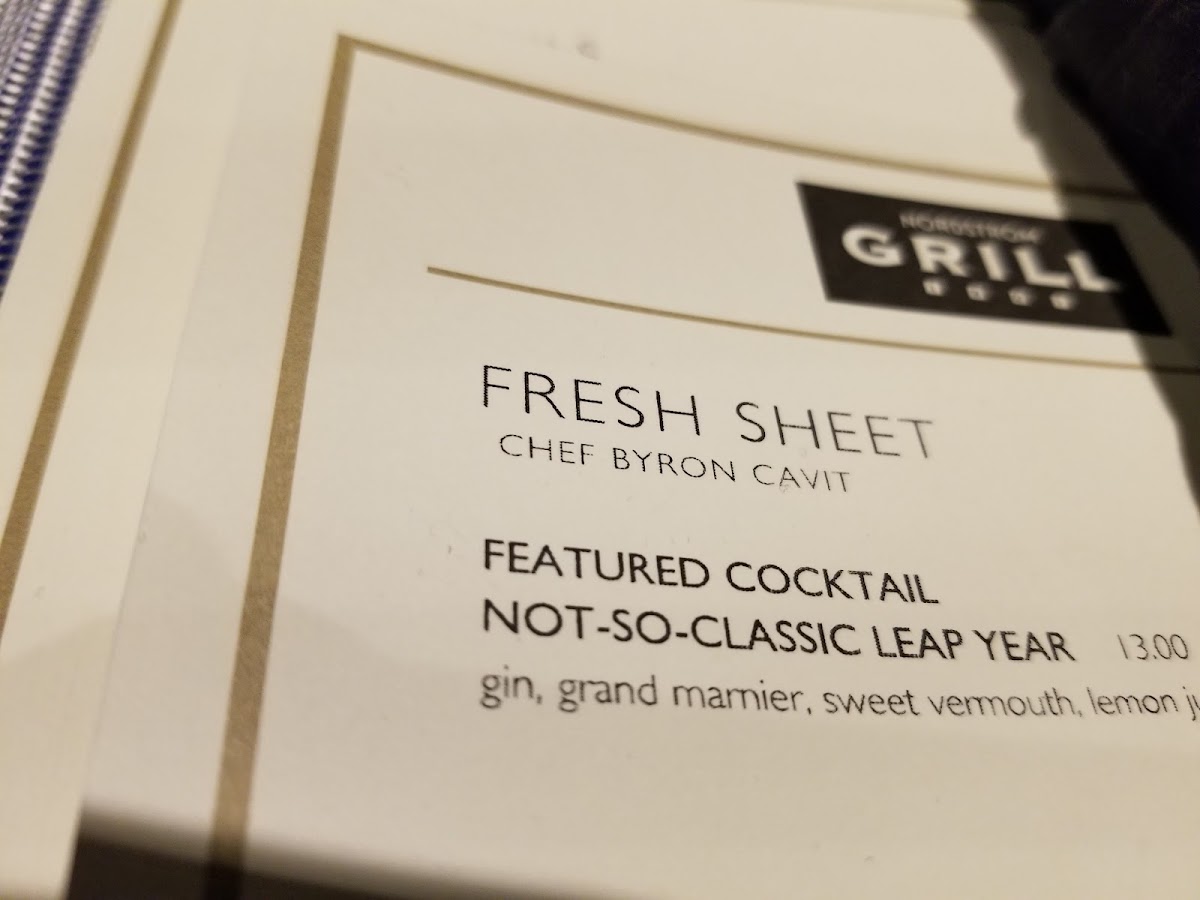 NORDSTROM
GRILL
FRESH SHEET
CHEF BYRON CAVIT
FEATURED COCKTAIL
NOT-SO-CLASSIC LEAP YEAR 13.00
gin, grand marnier, sweet vermouth, lemon ju